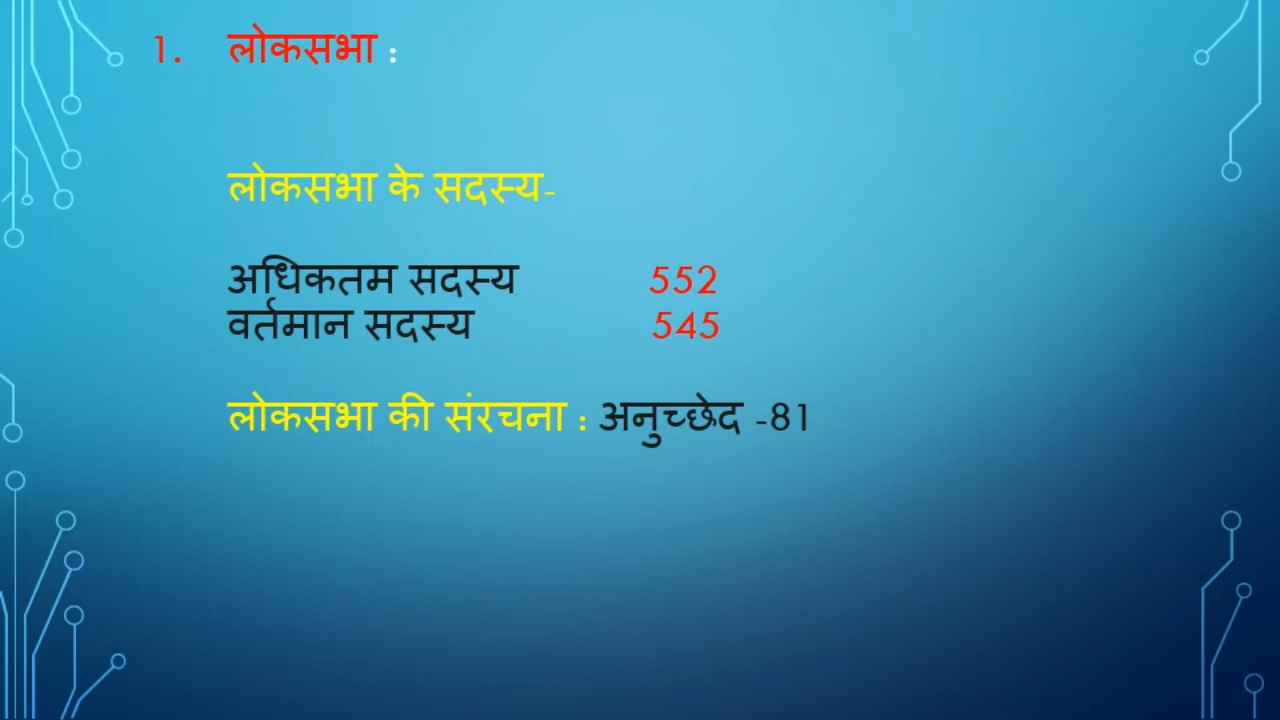 1. लोकसभा :
लोकसभा के सदस्य-
अधिकतम सदस्य 552
वर्तमान सदस्य 545
लोकसभा की संरचना : अनुच्छेद -81